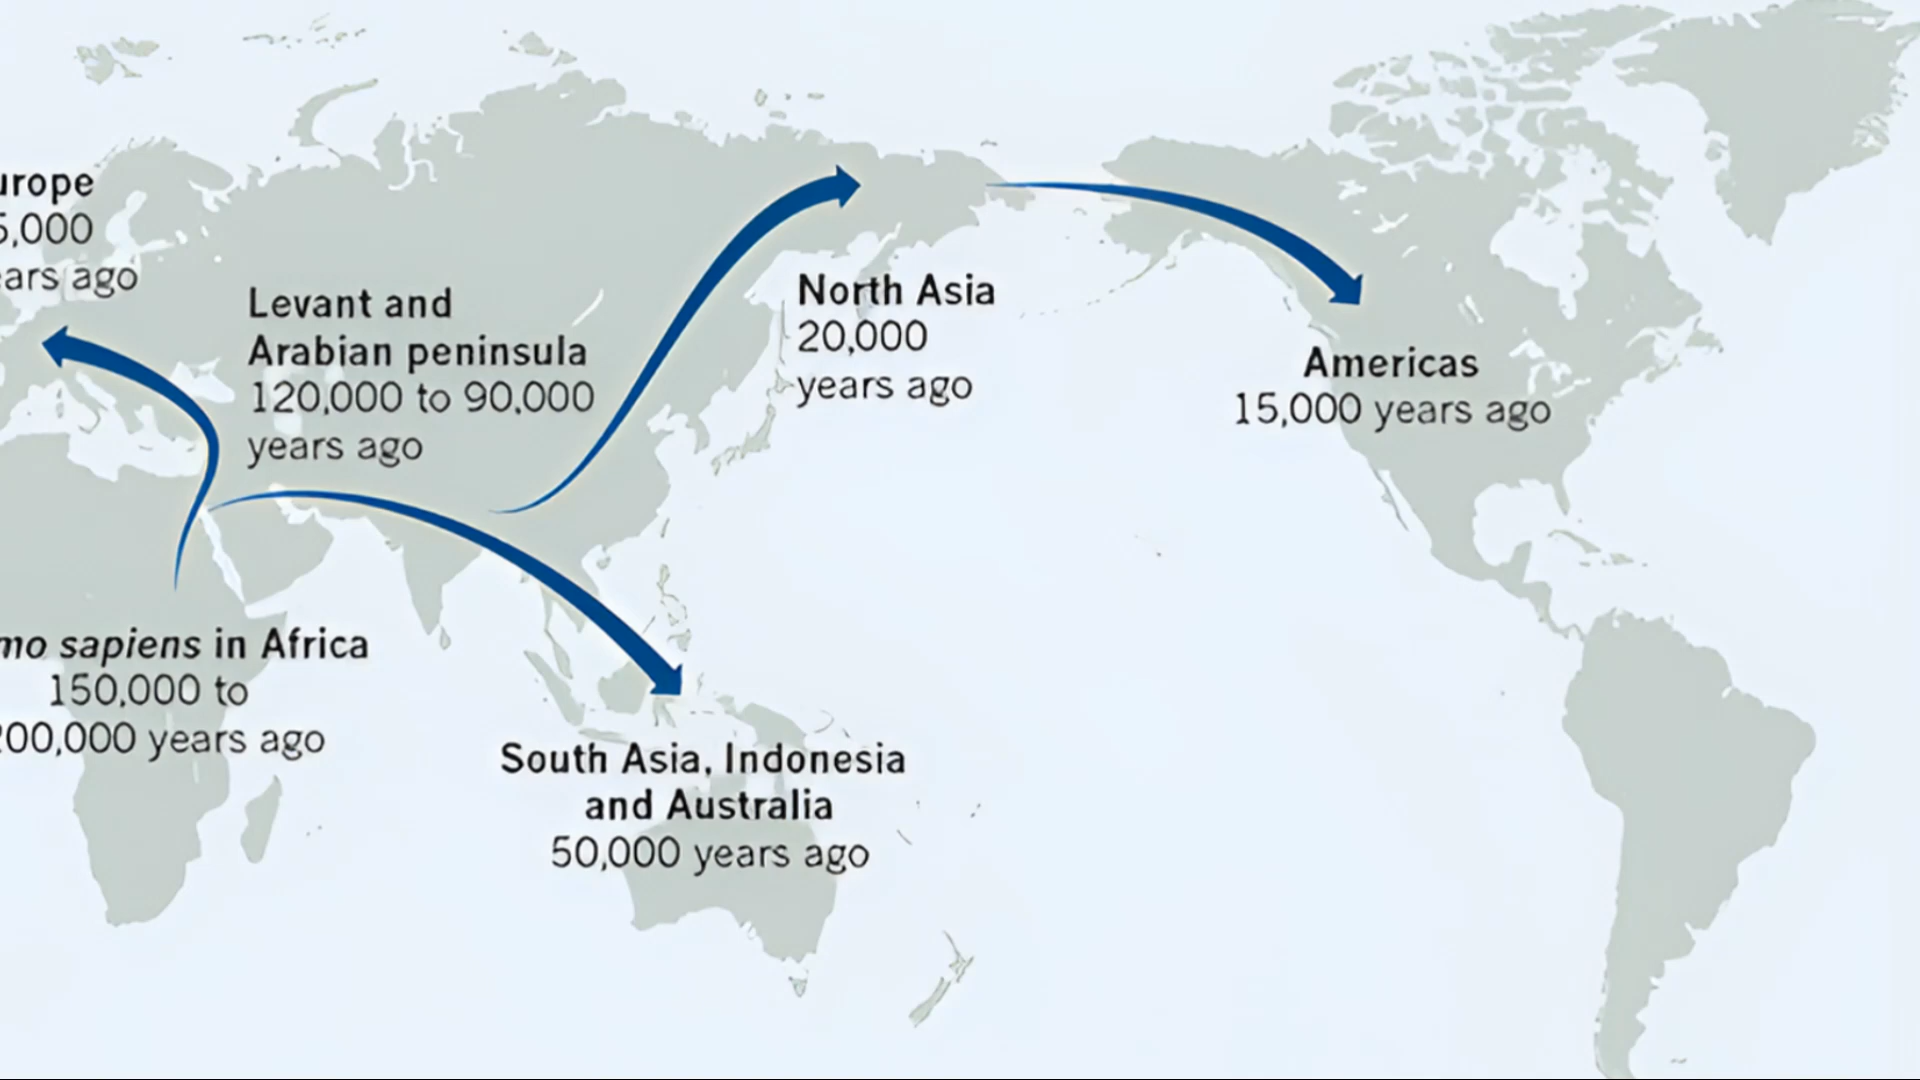 urope
5,000
ears ago
Levant and
Arabian peninsula
120,000 to 90,000
years ago
North Asia
20,000
years ago
Americas
15,000 years ago
mo sapiens in Africa
150,000 to
200,000 years ago
South Asia, Indonesia
and Australia
50,000 years ago